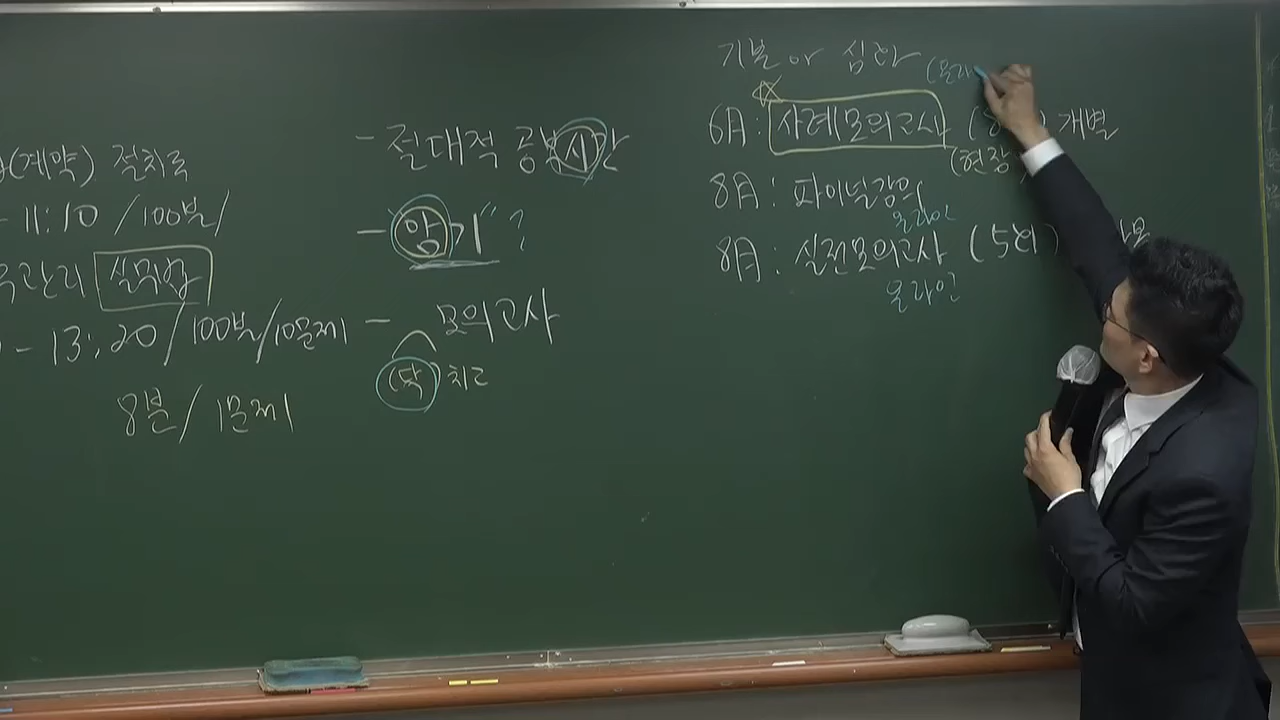 (계약) 절차로
- 11:10 / 100분 /
관리 실무
- 13:20 / 100분 / 10문제
8분 / 1문제
- 절대적 공부시간
- 암기" ?
- 모의고사
(닥)치고
기본 or 심화 (온라
6月: 사례모의고사 (8 ) 개별
(현장
8月: 파이널강의
온라인
8月: 실전모의고사 (5회)
온라인